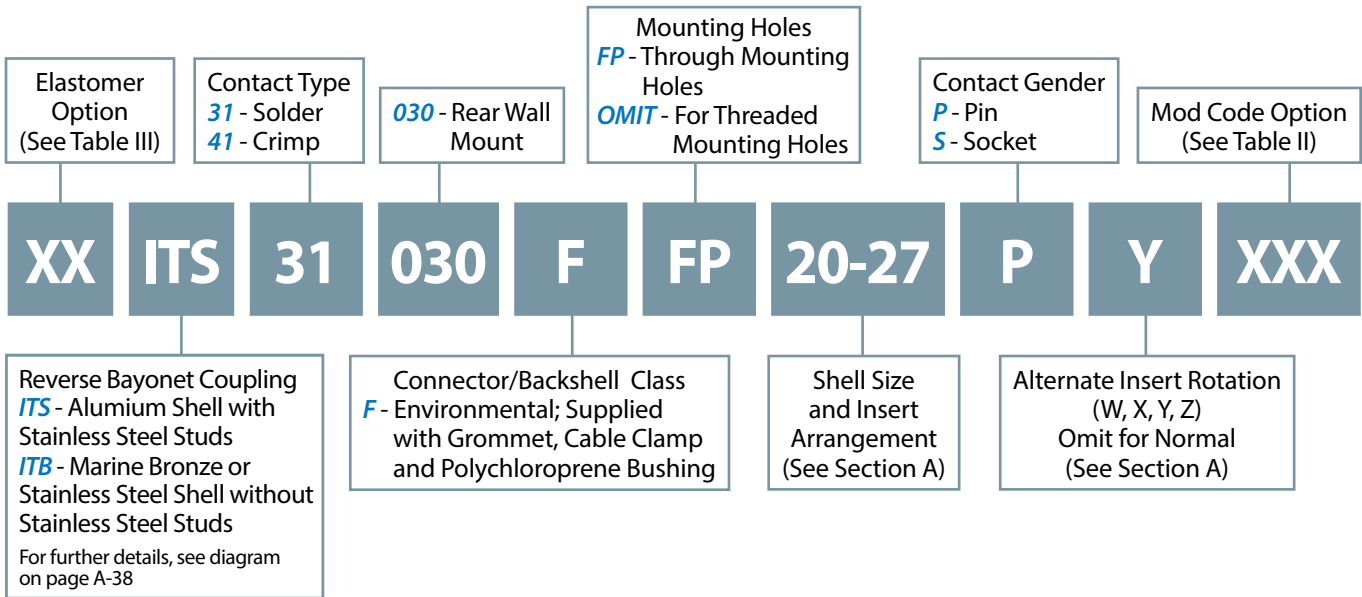 Elastomer
Option
(See Table III)
Contact Type
31 - Solder
41 - Crimp
030 - Rear Wall
Mount
Mounting Holes
FP - Through Mounting
Holes
OMIT - For Threaded
Mounting Holes
Contact Gender
P - Pin
S - Socket
Mod Code Option
(See Table II)
XX ITS 31 030 F FP 20-27 P Y XXX
Reverse Bayonet Coupling
ITS - Alumium Shell with
Stainless Steel Studs
ITB - Marine Bronze or
Stainless Steel Shell without
Stainless Steel Studs
For further details, see diagram
on page A-38
Connector/Backshell Class
F - Environmental; Supplied
with Grommet, Cable Clamp
and Polychloroprene Bushing
Shell Size
and Insert
Arrangement
(See Section A)
Alternate Insert Rotation
(W, X, Y, Z)
Omit for Normal
(See Section A)